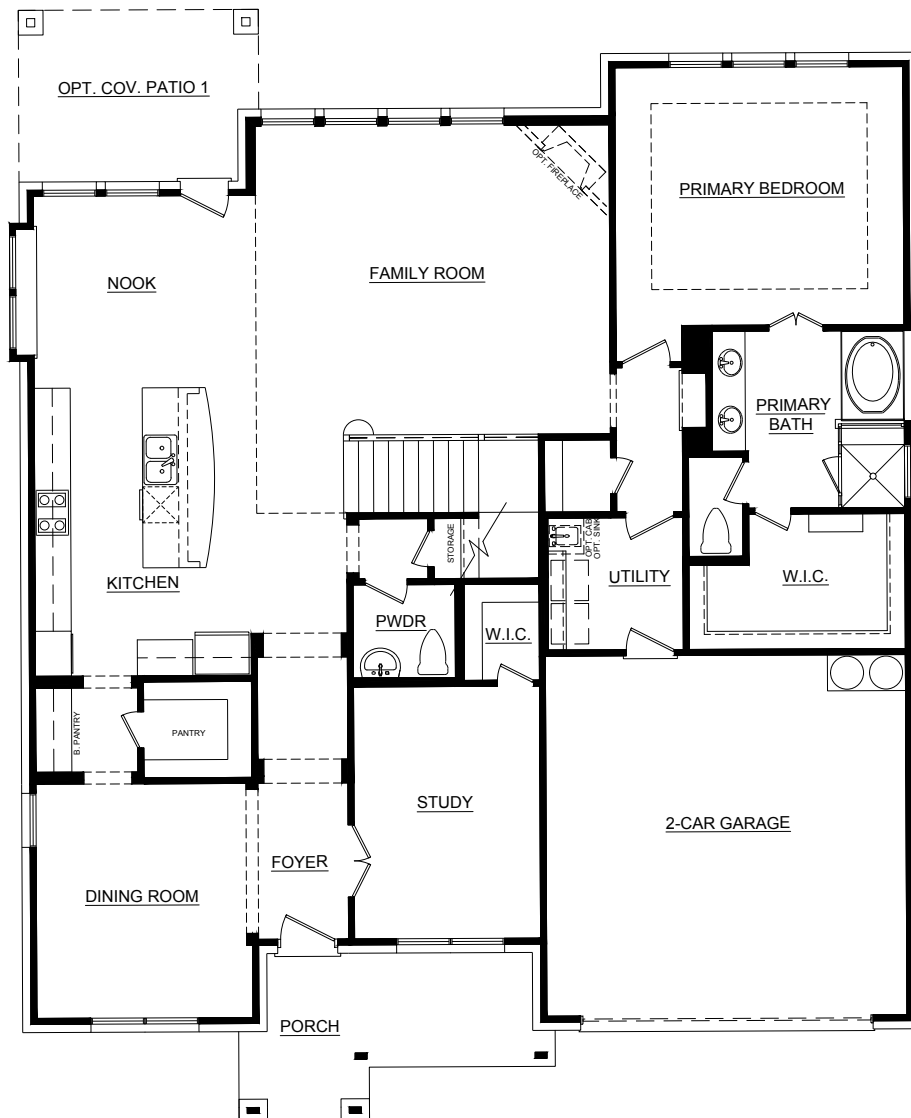 OPT. COV. PATIO 1
OPT. FIREPLACE
PRIMARY BEDROOM
FAMILY ROOM
NOOK
PRIMARY
BATH
STORAGE
OPT. CAB
OPT. SINK
KITCHEN
UTILITY
W.I.C.
PWDR
W.I.C.
B. PANTRY
PANTRY
STUDY
2-CAR GARAGE
FOYER
DINING ROOM
PORCH